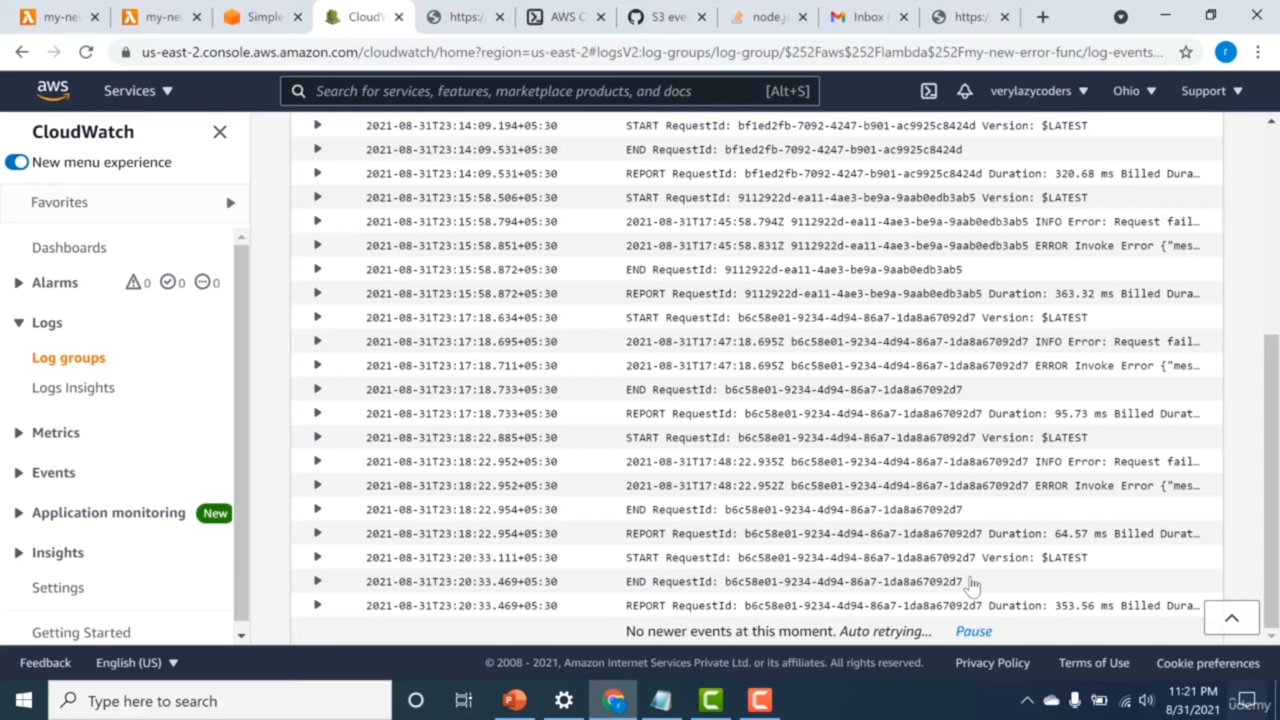 my-nev
my-nev
Simple
CloudW
https:/
AWS C
S3 eve
node.js
Inbox (
https:/
us-east-2.console.aws.amazon.com/cloudwatch/home?region=us-east-2#logsV2:log-groups/log-group/$252Faws$252Flambda$252Fmy-new-error-func/log-events...
r
aws
Services
Search for services, features, marketplace products, and docs
[Alt+S]
verylazycoders
Ohio
Support
CloudWatch
New menu experience
Favorites
Dashboards
Alarms
0
0
0
Logs
Log groups
Logs Insights
Metrics
Events
Application monitoring
New
Insights
Settings
Getting Started
2021-08-31T23:14:09.194+05:30 START RequestId: bf1ed2fb-7092-4247-b901-ac9925c8424d Version: $LATEST
2021-08-31T23:14:09.531+05:30 END RequestId: bf1ed2fb-7092-4247-b901-ac9925c8424d
2021-08-31T23:14:09.531+05:30 REPORT RequestId: bf1ed2fb-7092-4247-b901-ac9925c8424d Duration: 320.68 ms Billed Dura...
2021-08-31T23:15:58.506+05:30 START RequestId: 9112922d-ea11-4ae3-be9a-9aab0edb3ab5 Version: $LATEST
2021-08-31T23:15:58.794+05:30 2021-08-31T17:45:58.794Z 9112922d-ea11-4ae3-be9a-9aab0edb3ab5 INFO Error: Request fail...
2021-08-31T23:15:58.851+05:30 2021-08-31T17:45:58.831Z 9112922d-ea11-4ae3-be9a-9aab0edb3ab5 ERROR Invoke Error {"mes...
2021-08-31T23:15:58.872+05:30 END RequestId: 9112922d-ea11-4ae3-be9a-9aab0edb3ab5
2021-08-31T23:15:58.872+05:30 REPORT RequestId: 9112922d-ea11-4ae3-be9a-9aab0edb3ab5 Duration: 363.32 ms Billed Dura...
2021-08-31T23:17:18.634+05:30 START RequestId: b6c58e01-9234-4d94-86a7-1da8a67092d7 Version: $LATEST
2021-08-31T23:17:18.695+05:30 2021-08-31T17:47:18.695Z b6c58e01-9234-4d94-86a7-1da8a67092d7 INFO Error: Request fail...
2021-08-31T23:17:18.711+05:30 2021-08-31T17:47:18.695Z b6c58e01-9234-4d94-86a7-1da8a67092d7 ERROR Invoke Error {"mes...
2021-08-31T23:17:18.733+05:30 END RequestId: b6c58e01-9234-4d94-86a7-1da8a67092d7
2021-08-31T23:17:18.733+05:30 REPORT RequestId: b6c58e01-9234-4d94-86a7-1da8a67092d7 Duration: 95.73 ms Billed Durat...
2021-08-31T23:18:22.885+05:30 START RequestId: b6c58e01-9234-4d94-86a7-1da8a67092d7 Version: $LATEST
2021-08-31T23:18:22.952+05:30 2021-08-31T17:48:22.935Z b6c58e01-9234-4d94-86a7-1da8a67092d7 INFO Error: Request fail...
2021-08-31T23:18:22.952+05:30 2021-08-31T17:48:22.952Z b6c58e01-9234-4d94-86a7-1da8a67092d7 ERROR Invoke Error {"mes...
2021-08-31T23:18:22.954+05:30 END RequestId: b6c58e01-9234-4d94-86a7-1da8a67092d7
2021-08-31T23:18:22.954+05:30 REPORT RequestId: b6c58e01-9234-4d94-86a7-1da8a67092d7 Duration: 64.57 ms Billed Durat...
2021-08-31T23:20:33.111+05:30 START RequestId: b6c58e01-9234-4d94-86a7-1da8a67092d7 Version: $LATEST
2021-08-31T23:20:33.469+05:30 END RequestId: b6c58e01-9234-4d94-86a7-1da8a67092d7
2021-08-31T23:20:33.469+05:30 REPORT RequestId: b6c58e01-9234-4d94-86a7-1da8a67092d7 Duration: 353.56 ms Billed Dura...
No newer events at this moment. Auto retrying... Pause
Feedback
English (US)
© 2008 - 2021, Amazon Internet Services Private Ltd. or its affiliates. All rights reserved.
Privacy Policy
Terms of Use
Cookie preferences
Type here to search
11:21 PM
8/31/2021
udemy